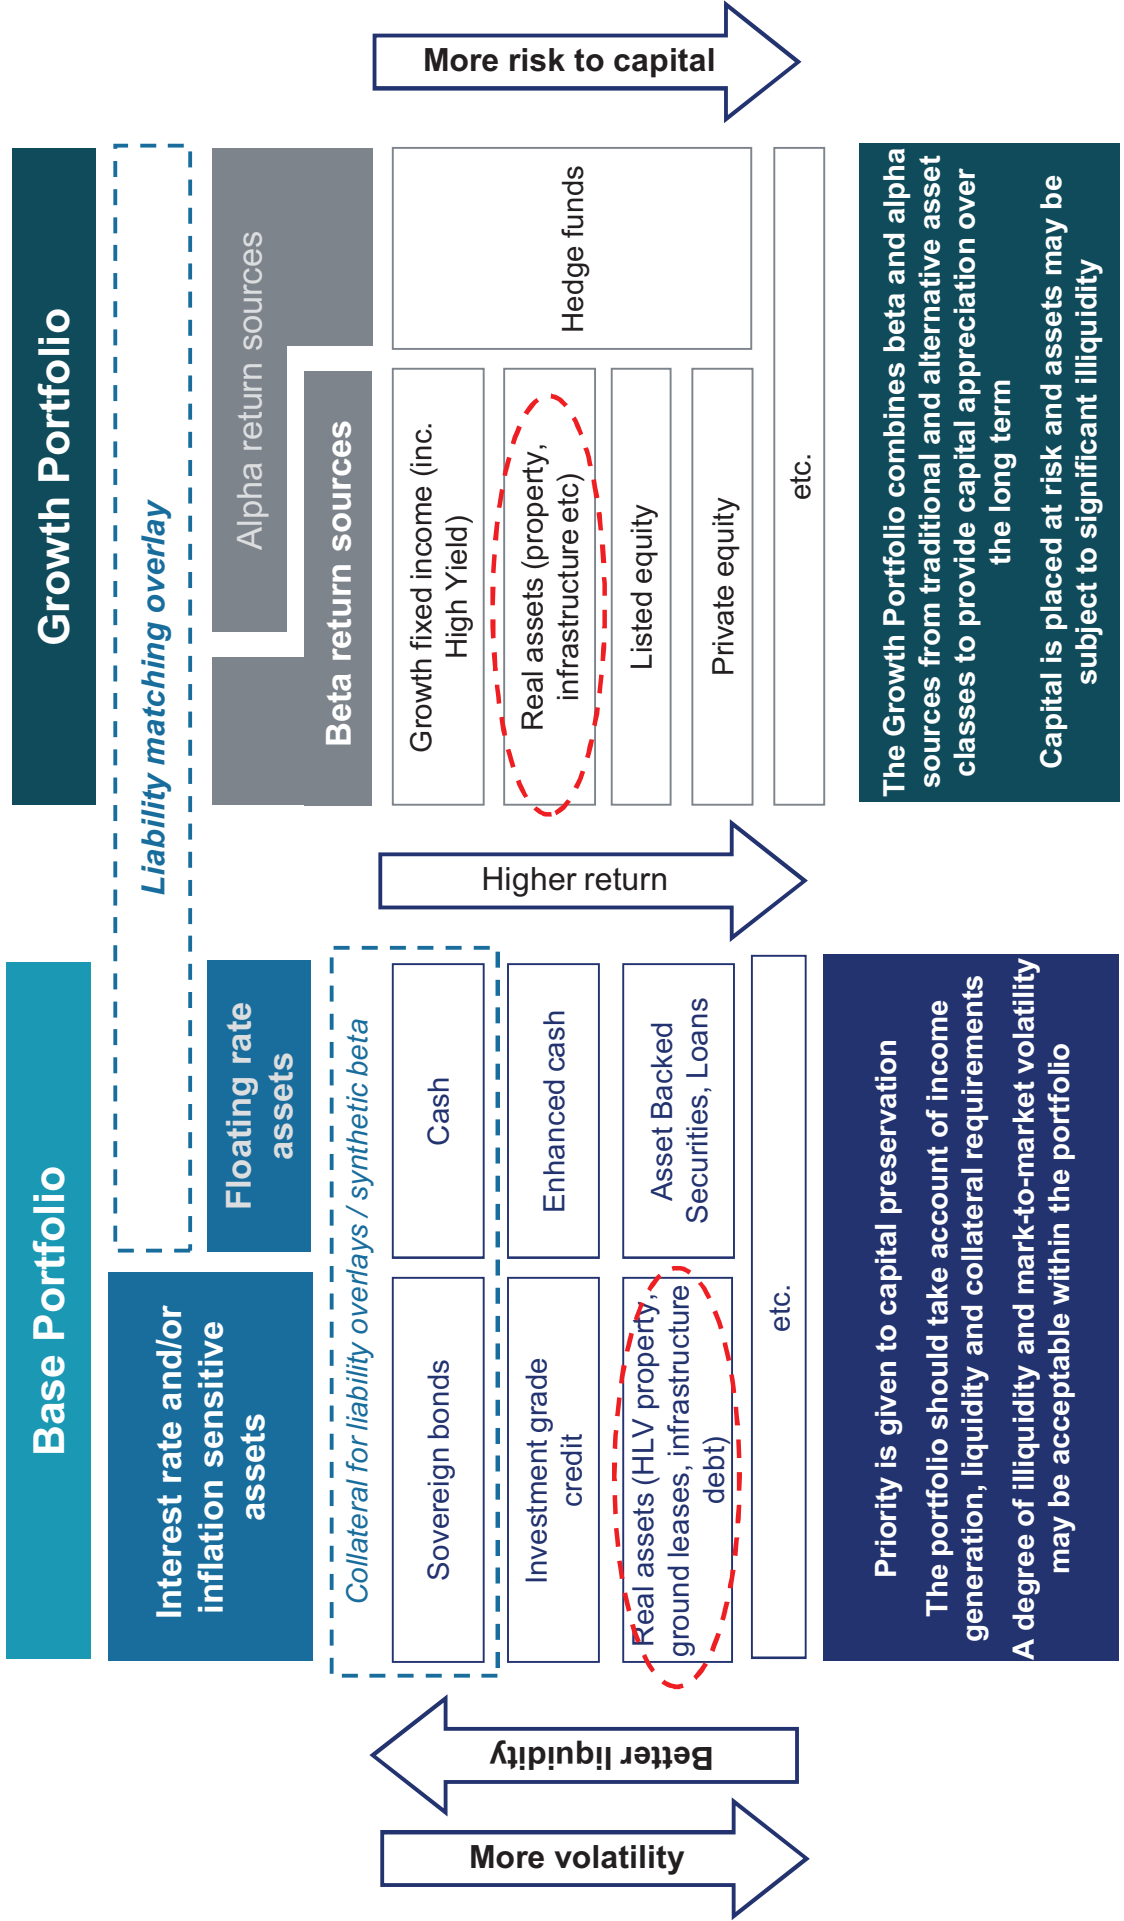 Base Portfolio
Growth Portfolio
Interest rate and/or
inflation sensitive
assets
Liability matching overlay
Floating rate
assets
Alpha return sources
Beta return sources
More volatility
Better liquidity
Collateral for liability overlays / synthetic beta
Sovereign bonds
Cash
Investment grade
credit
Enhanced cash
Real assets (HLV property,
ground leases, infrastructure
debt)
Asset Backed
Securities, Loans
etc.
Higher return
Growth fixed income (inc.
High Yield)
Real assets (property,
infrastructure etc)
Listed equity
Private equity
Hedge funds
etc.
More risk to capital
Priority is given to capital preservation
The portfolio should take account of income
generation, liquidity and collateral requirements
A degree of illiquidity and mark-to-market volatility
may be acceptable within the portfolio
The Growth Portfolio combines beta and alpha
sources from traditional and alternative asset
classes to provide capital appreciation over
the long term
Capital is placed at risk and assets may be
subject to significant illiquidity